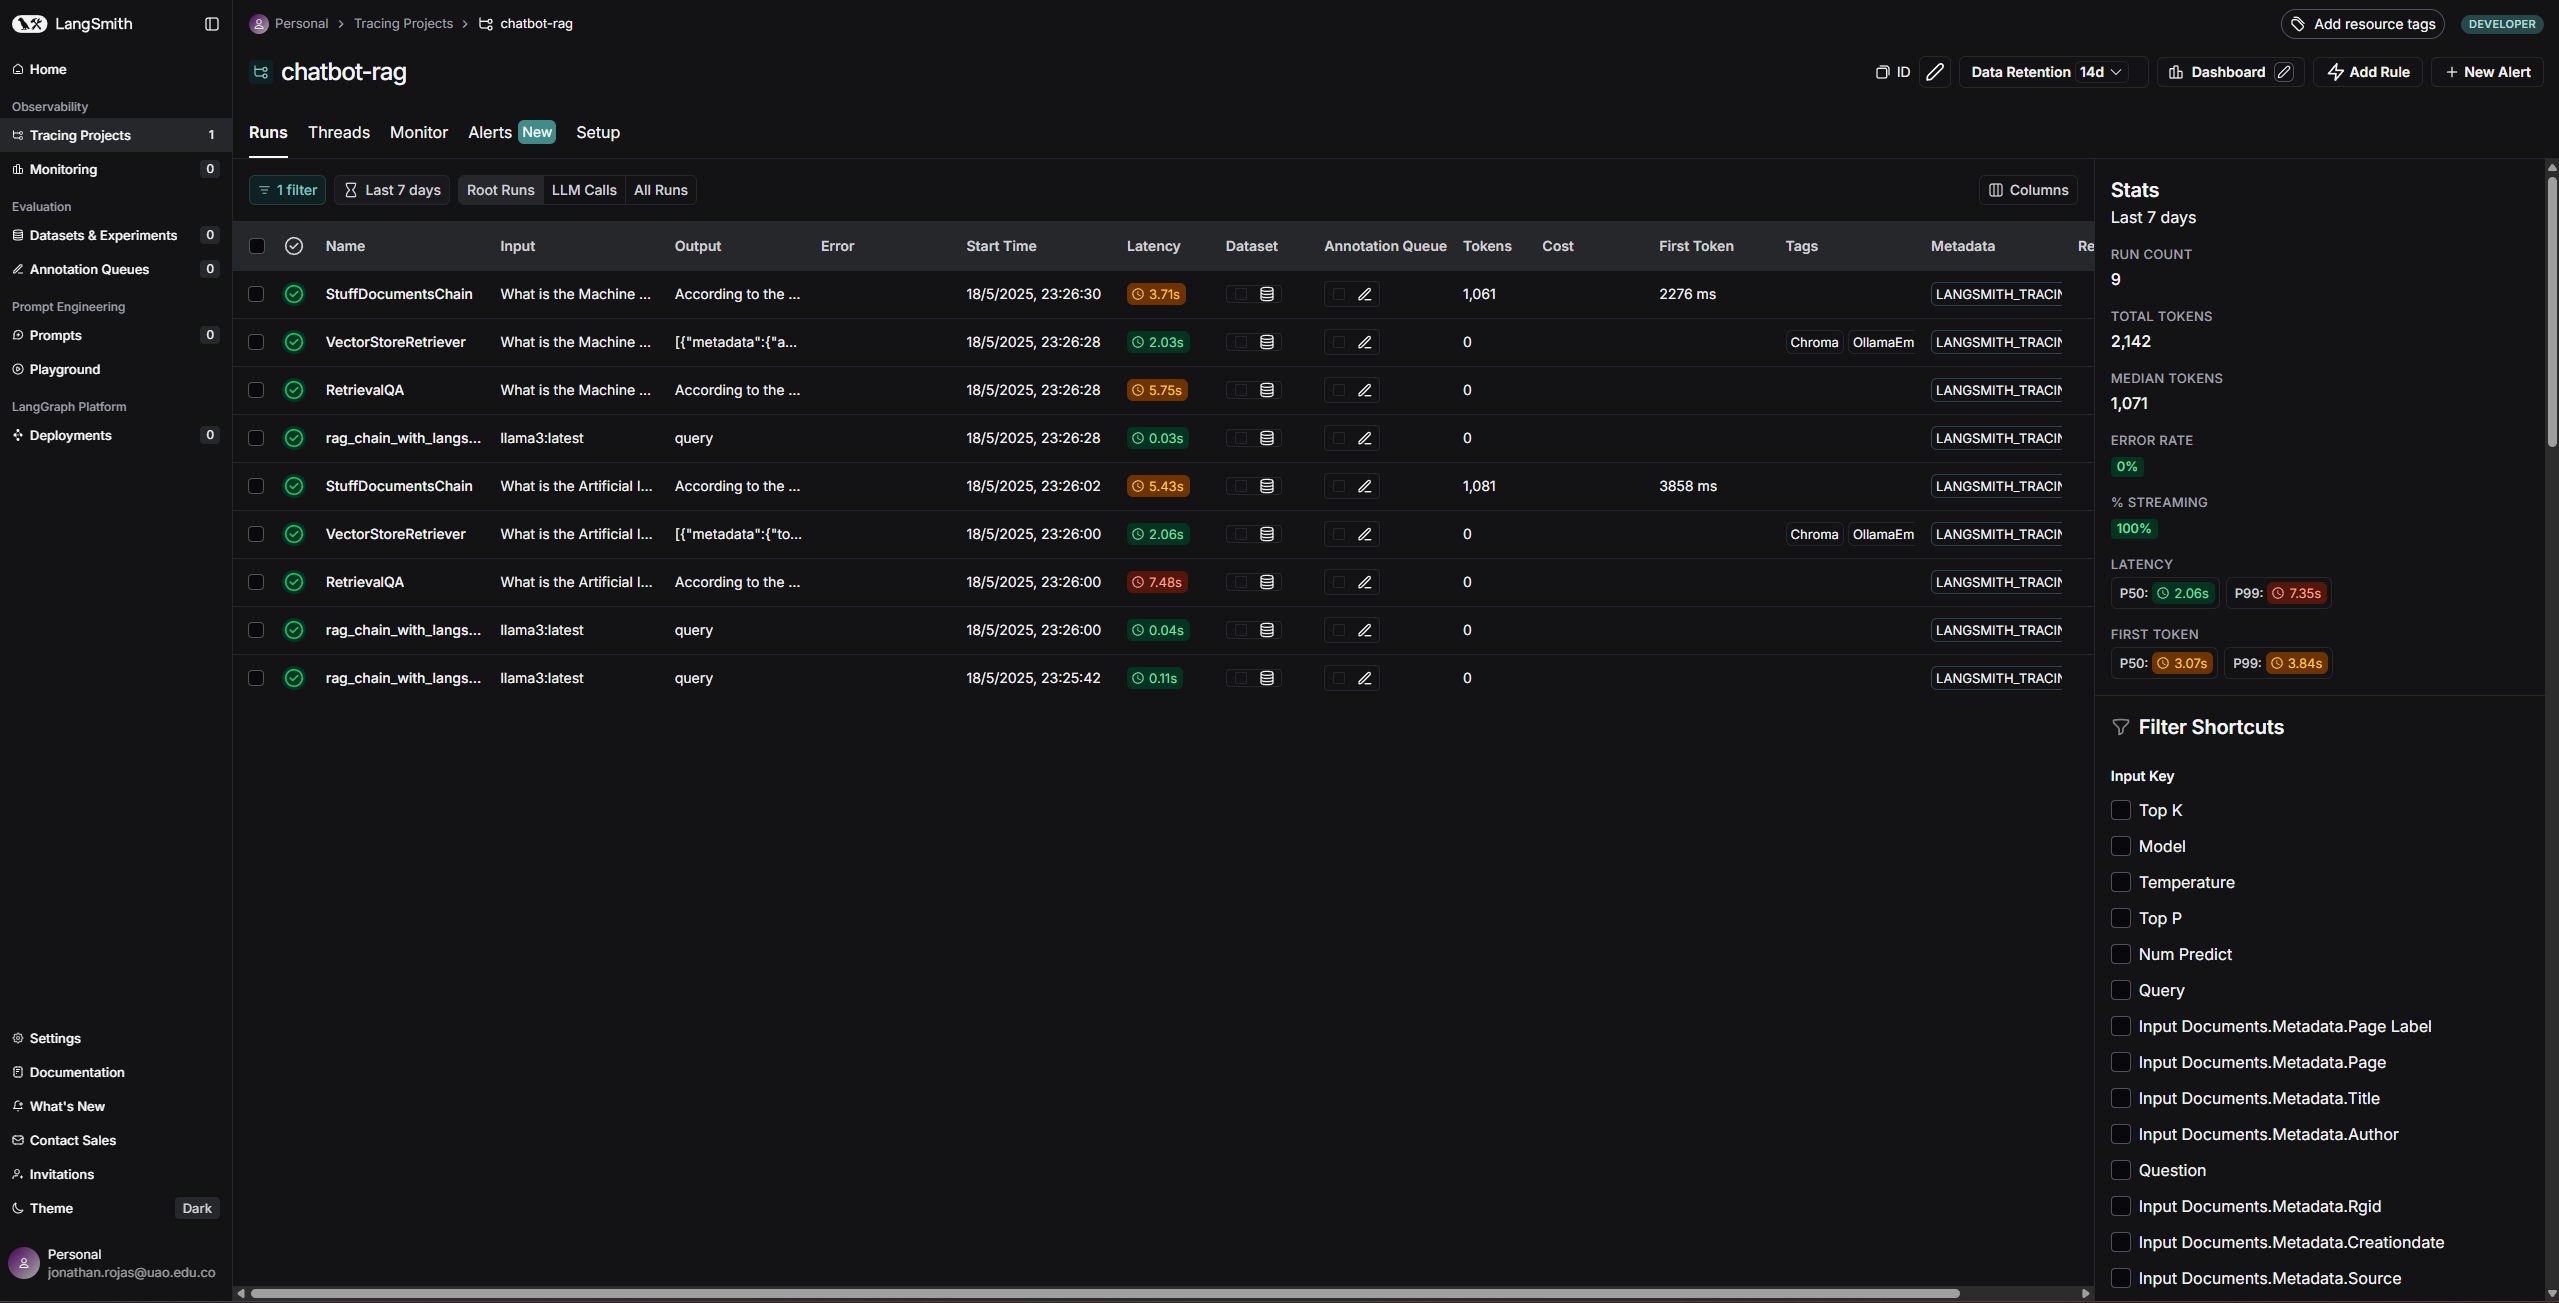 LangSmith
Home
Observability
Tracing Projects 1
Monitoring 0
Evaluation
Datasets & Experiments 0
Annotation Queues 0
Prompt Engineering
Prompts 0
Playground
LangGraph Platform
Deployments 0
Settings
Documentation
What's New
Contact Sales
Invitations
Theme Dark
Personal
jonathan.rojas@uao.edu.co
Personal > Tracing Projects > chatbot-rag
Add resource tags DEVELOPER
chatbot-rag
ID Data Retention 14d Dashboard Add Rule + New Alert
Runs Threads Monitor Alerts New Setup
1 filter Last 7 days Root Runs LLM Calls All Runs Columns
Name Input Output Error Start Time Latency Dataset Annotation Queue Tokens Cost First Token Tags Metadata Re
StuffDocumentsChain What is the Machine ... According to the ... 18/5/2025, 23:26:30 3.71s 1,061 2276 ms LANGSMITH_TRACIN
VectorStoreRetriever What is the Machine ... [{"metadata":{"a... 18/5/2025, 23:26:28 2.03s 0 Chroma OllamaEm LANGSMITH_TRACIN
RetrievalQA What is the Machine ... According to the ... 18/5/2025, 23:26:28 5.75s 0 LANGSMITH_TRACIN
rag_chain_with_langs... llama3:latest query 18/5/2025, 23:26:28 0.03s 0 LANGSMITH_TRACIN
StuffDocumentsChain What is the Artificial I... According to the ... 18/5/2025, 23:26:02 5.43s 1,081 3858 ms LANGSMITH_TRACIN
VectorStoreRetriever What is the Artificial I... [{"metadata":{"to... 18/5/2025, 23:26:00 2.06s 0 Chroma OllamaEm LANGSMITH_TRACIN
RetrievalQA What is the Artificial I... According to the ... 18/5/2025, 23:26:00 7.48s 0 LANGSMITH_TRACIN
rag_chain_with_langs... llama3:latest query 18/5/2025, 23:26:00 0.04s 0 LANGSMITH_TRACIN
rag_chain_with_langs... llama3:latest query 18/5/2025, 23:25:42 0.11s 0 LANGSMITH_TRACIN
Stats
Last 7 days
RUN COUNT
9
TOTAL TOKENS
2,142
MEDIAN TOKENS
1,071
ERROR RATE
0%
% STREAMING
100%
LATENCY
P50: 2.06s P99: 7.35s
FIRST TOKEN
P50: 3.07s P99: 3.84s
Filter Shortcuts
Input Key
Top K
Model
Temperature
Top P
Num Predict
Query
Input Documents.Metadata.Page Label
Input Documents.Metadata.Page
Input Documents.Metadata.Title
Input Documents.Metadata.Author
Question
Input Documents.Metadata.Rgid
Input Documents.Metadata.Creationdate
Input Documents.Metadata.Source